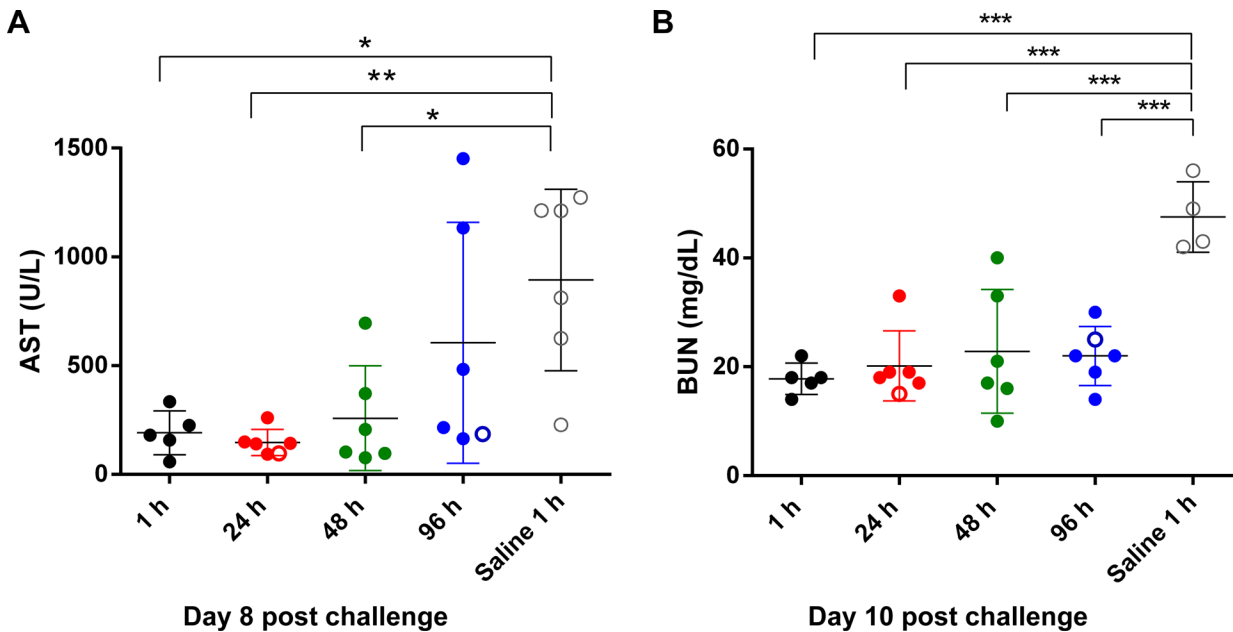 A
*
**
*
AST (U/L)
1500
1000
500
0
1 h
24 h
48 h
96 h
Saline 1 h
Day 8 post challenge
B
***
***
***
***
BUN (mg/dL)
60
40
20
0
1 h
24 h
48 h
96 h
Saline 1 h
Day 10 post challenge